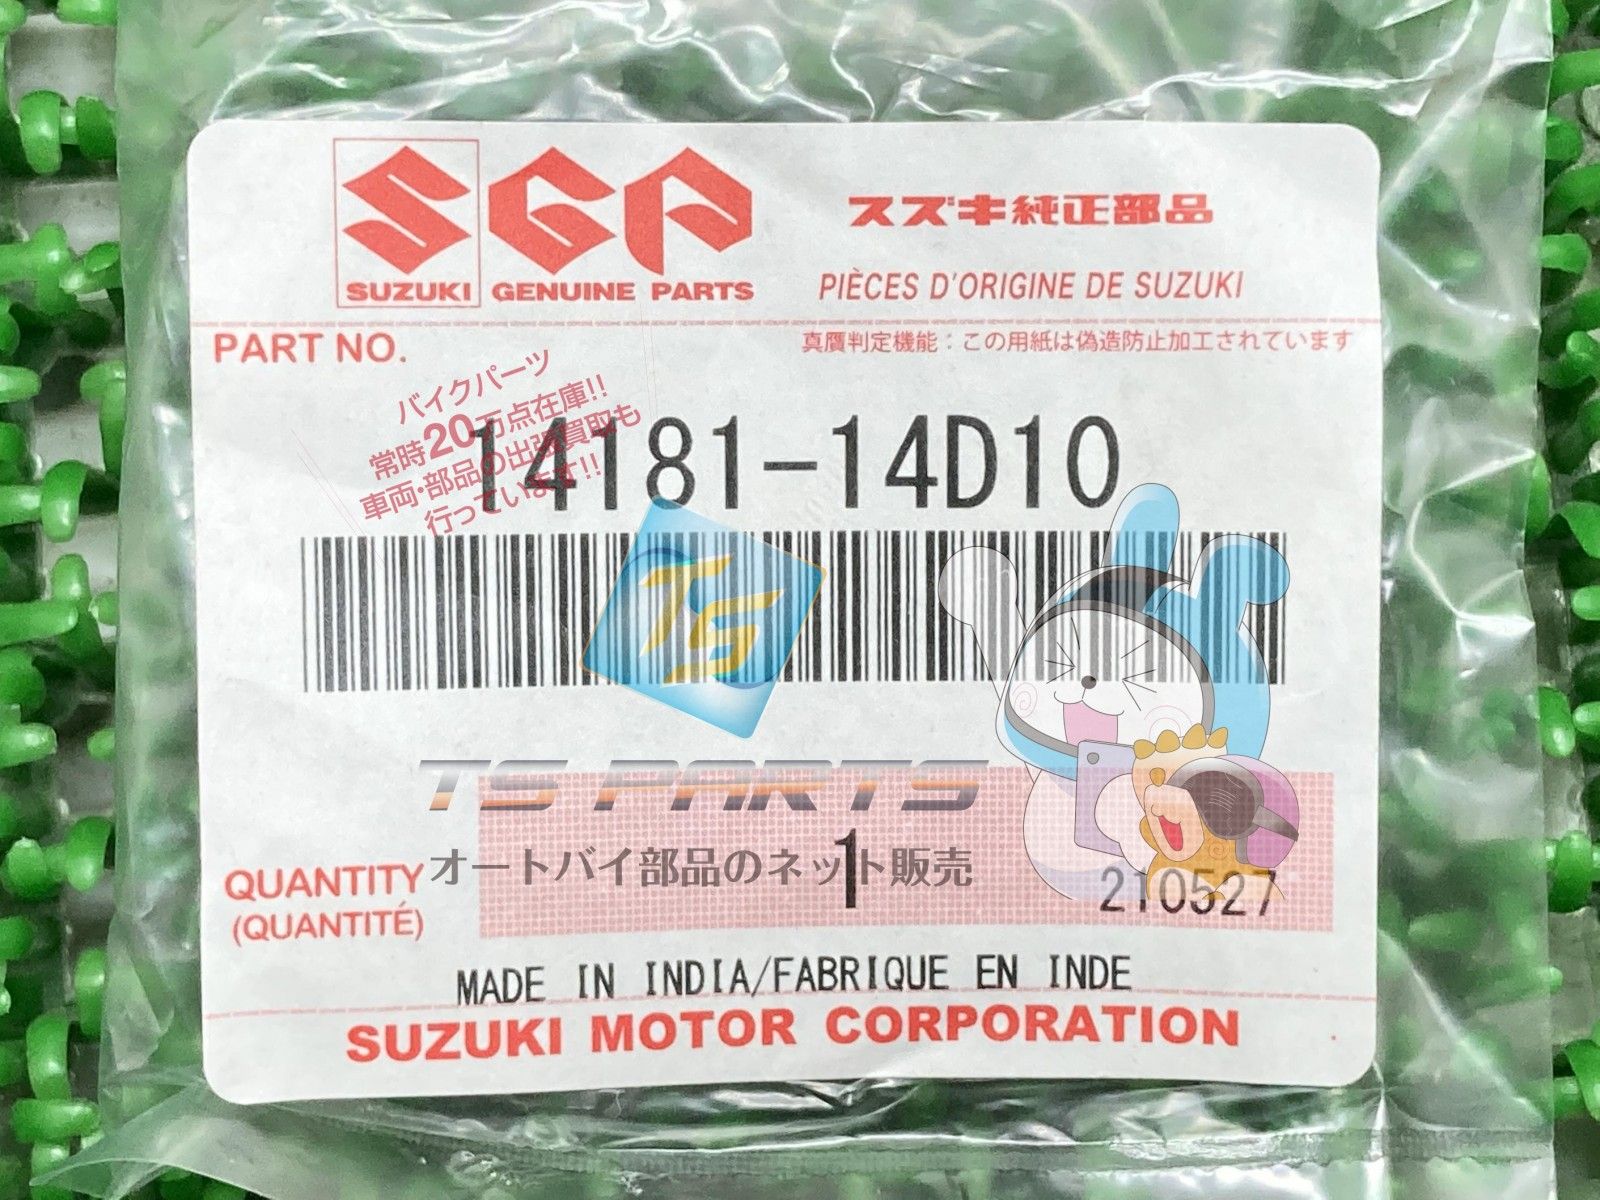 SGP
スズキ純正部品
SUZUKI GENUINE PARTS
PIÈCES D'ORIGINE DE SUZUKI
PART NO.
真贋判定機能：この用紙は偽造防止加工されています
バイクパーツ
常時20万点在庫!!
車両・部品の出張買取も
行っています!!
14181-14D10
TS
TS PARTS
オートバイ部品のネット販売
QUANTITY
(QUANTITÉ)
1
210527
MADE IN INDIA/FABRIQUE EN INDE
SUZUKI MOTOR CORPORATION